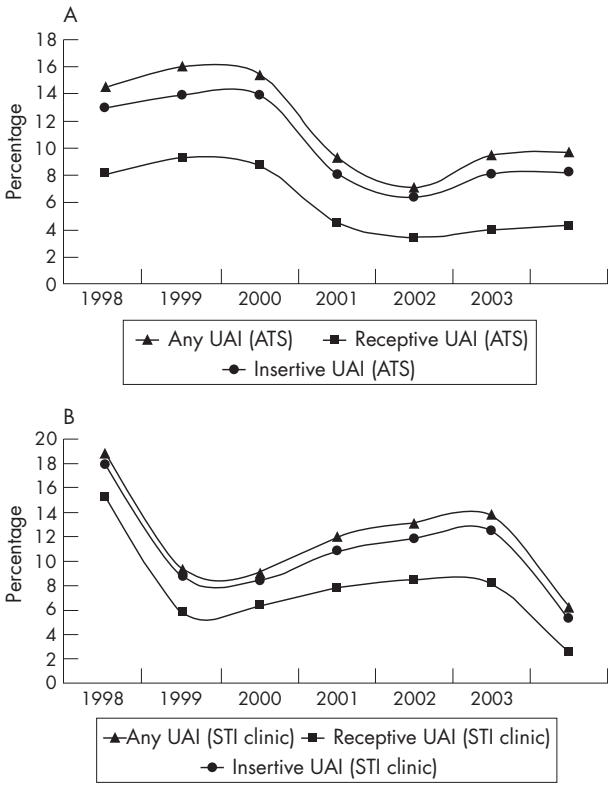 A
18
16
14
12
10
8
6
4
2
0
Percentage
1998 1999 2000 2001 2002 2003
Any UAI (ATS) Receptive UAI (ATS)
Insertive UAI (ATS)
B
20
18
16
14
12
10
8
6
4
2
0
Percentage
1998 1999 2000 2001 2002 2003
Any UAI (STI clinic) Receptive UAI (STI clinic)
Insertive UAI (STI clinic)